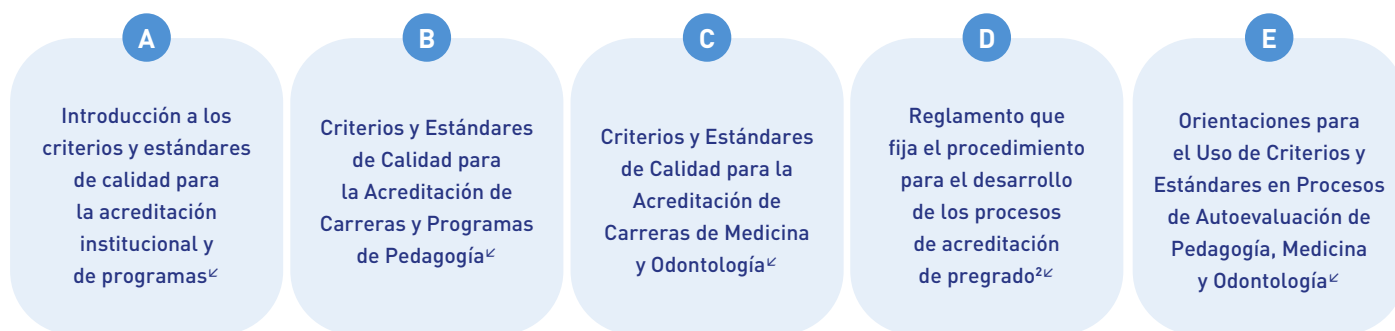 A
Introducción a los
criterios y estándares
de calidad para
la acreditación
institucional y
de programas↙
B
Criterios y Estándares
de Calidad para
la Acreditación de
Carreras y Programas
de Pedagogía↙
C
Criterios y Estándares
de Calidad para la
Acreditación de
Carreras de Medicina
y Odontología↙
D
Reglamento que
fija el procedimiento
para el desarrollo
de los procesos
de acreditación
de pregrado²↙
E
Orientaciones para
el Uso de Criterios y
Estándares en Procesos
de Autoevaluación de
Pedagogía, Medicina
y Odontología↙